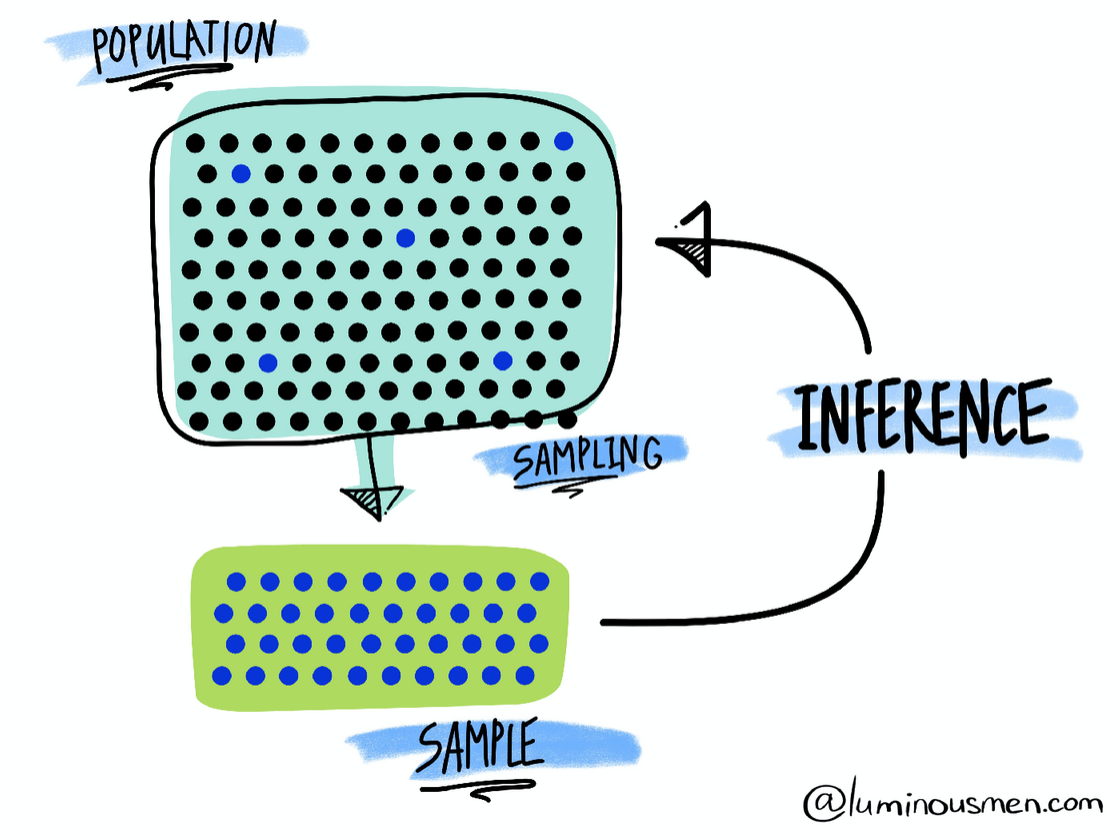 POPULATION
SAMPLING
INFERENCE
SAMPLE
@luminousmen.com